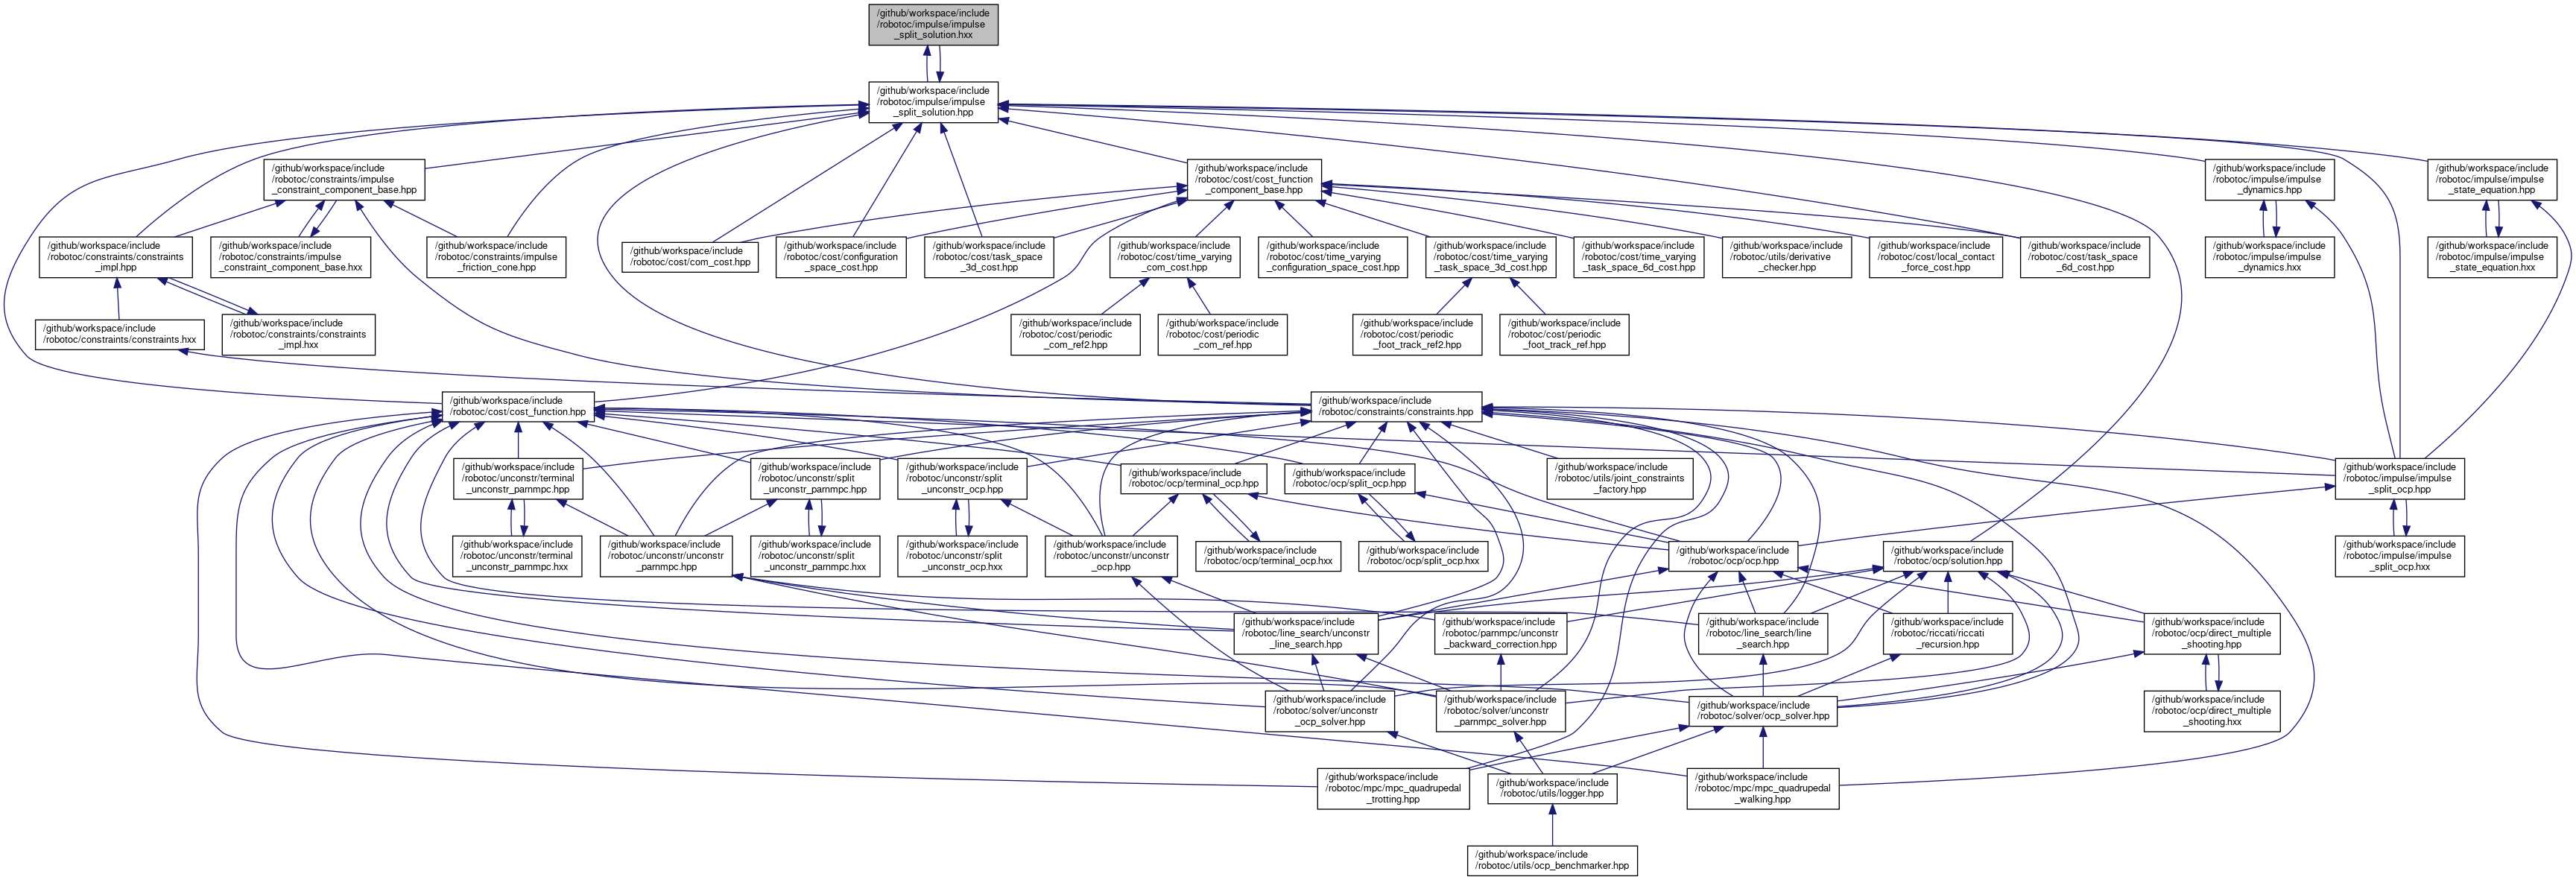 /github/workspace/include
/robotoc/impulse/impulse
_split_solution.hxx
/github/workspace/include
/robotoc/impulse/impulse
_split_solution.hpp
/github/workspace/include
/robotoc/constraints/impulse
_constraint_component_base.hpp
/github/workspace/include
/robotoc/cost/cost_function
_component_base.hpp
/github/workspace/include
/robotoc/impulse/impulse
_dynamics.hpp
/github/workspace/include
/robotoc/impulse/impulse
_state_equation.hpp
/github/workspace/include
/robotoc/constraints/constraints
_impl.hpp
/github/workspace/include
/robotoc/constraints/impulse
_constraint_component_base.hxx
/github/workspace/include
/robotoc/constraints/impulse
_friction_cone.hpp
/github/workspace/include
/robotoc/cost/com_cost.hpp
/github/workspace/include
/robotoc/cost/configuration
_space_cost.hpp
/github/workspace/include
/robotoc/cost/task_space
_3d_cost.hpp
/github/workspace/include
/robotoc/cost/time_varying
_com_cost.hpp
/github/workspace/include
/robotoc/cost/time_varying
_configuration_space_cost.hpp
/github/workspace/include
/robotoc/cost/time_varying
_task_space_3d_cost.hpp
/github/workspace/include
/robotoc/cost/time_varying
_task_space_6d_cost.hpp
/github/workspace/include
/robotoc/utils/derivative
_checker.hpp
/github/workspace/include
/robotoc/cost/local_contact
_force_cost.hpp
/github/workspace/include
/robotoc/cost/task_space
_6d_cost.hpp
/github/workspace/include
/robotoc/impulse/impulse
_dynamics.hxx
/github/workspace/include
/robotoc/impulse/impulse
_state_equation.hxx
/github/workspace/include
/robotoc/constraints/constraints.hxx
/github/workspace/include
/robotoc/constraints/constraints
_impl.hxx
/github/workspace/include
/robotoc/cost/periodic
_com_ref2.hpp
/github/workspace/include
/robotoc/cost/periodic
_com_ref.hpp
/github/workspace/include
/robotoc/cost/periodic
_foot_track_ref2.hpp
/github/workspace/include
/robotoc/cost/periodic
_foot_track_ref.hpp
/github/workspace/include
/robotoc/cost/cost_function.hpp
/github/workspace/include
/robotoc/constraints/constraints.hpp
/github/workspace/include
/robotoc/unconstr/terminal
_unconstr_parnmpc.hpp
/github/workspace/include
/robotoc/unconstr/split
_unconstr_parnmpc.hpp
/github/workspace/include
/robotoc/unconstr/split
_unconstr_ocp.hpp
/github/workspace/include
/robotoc/ocp/terminal_ocp.hpp
/github/workspace/include
/robotoc/ocp/split_ocp.hpp
/github/workspace/include
/robotoc/utils/joint_constraints
_factory.hpp
/github/workspace/include
/robotoc/impulse/impulse
_split_ocp.hpp
/github/workspace/include
/robotoc/unconstr/terminal
_unconstr_parnmpc.hxx
/github/workspace/include
/robotoc/unconstr/unconstr
_parnmpc.hpp
/github/workspace/include
/robotoc/unconstr/split
_unconstr_parnmpc.hxx
/github/workspace/include
/robotoc/unconstr/split
_unconstr_ocp.hxx
/github/workspace/include
/robotoc/unconstr/unconstr
_ocp.hpp
/github/workspace/include
/robotoc/ocp/terminal_ocp.hxx
/github/workspace/include
/robotoc/ocp/split_ocp.hxx
/github/workspace/include
/robotoc/ocp/ocp.hpp
/github/workspace/include
/robotoc/ocp/solution.hpp
/github/workspace/include
/robotoc/impulse/impulse
_split_ocp.hxx
/github/workspace/include
/robotoc/line_search/unconstr
_line_search.hpp
/github/workspace/include
/robotoc/parnmpc/unconstr
_backward_correction.hpp
/github/workspace/include
/robotoc/line_search/line
_search.hpp
/github/workspace/include
/robotoc/riccati/riccati
_recursion.hpp
/github/workspace/include
/robotoc/ocp/direct_multiple
_shooting.hpp
/github/workspace/include
/robotoc/solver/unconstr
_ocp_solver.hpp
/github/workspace/include
/robotoc/solver/unconstr
_parnmpc_solver.hpp
/github/workspace/include
/robotoc/solver/ocp_solver.hpp
/github/workspace/include
/robotoc/ocp/direct_multiple
_shooting.hxx
/github/workspace/include
/robotoc/mpc/mpc_quadrupedal
_trotting.hpp
/github/workspace/include
/robotoc/utils/logger.hpp
/github/workspace/include
/robotoc/mpc/mpc_quadrupedal
_walking.hpp
/github/workspace/include
/robotoc/utils/ocp_benchmarker.hpp